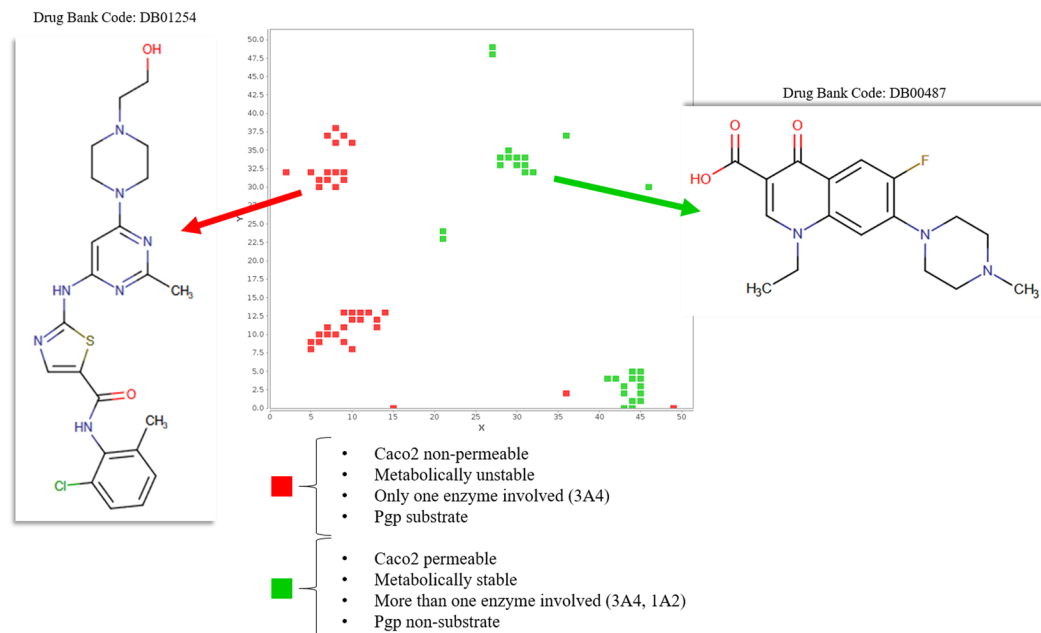 Drug Bank Code: DB01254
OH
N
N
N
N
CH3
HN
N
S
O
HN
CH3
Cl
50.0
47.5
45.0
42.5
40.0
37.5
35.0
32.5
30.0
27.5
25.0
22.5
20.0
17.5
15.0
12.5
10.0
7.5
5.0
2.5
0.0
Y
0
5
10
15
20
25
30
35
40
45
50
X
Drug Bank Code: DB00487
O
O
HO
F
N
N
N
H3C
CH3
• Caco2 non-permeable
• Metabolically unstable
• Only one enzyme involved (3A4)
• Pgp substrate
• Caco2 permeable
• Metabolically stable
• More than one enzyme involved (3A4, 1A2)
• Pgp non-substrate